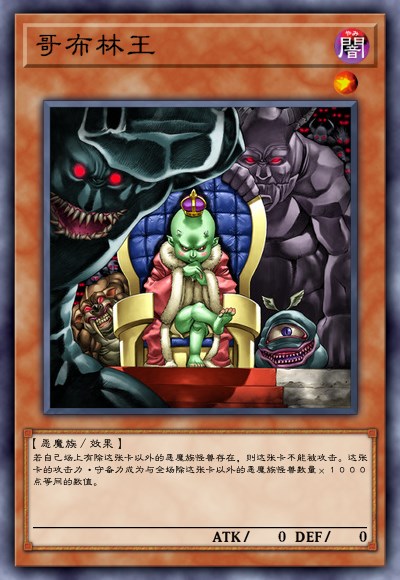 哥布林王
やみ
闇
【恶魔族/效果】
若自己场上有除这张卡以外的恶魔族怪兽存在,则这张卡不能被攻击。这张
卡的攻击力·守备力成为与全场除这张卡以外的恶魔族怪兽数量×1000
点等同的数值。
ATK/ 0 DEF/ 0